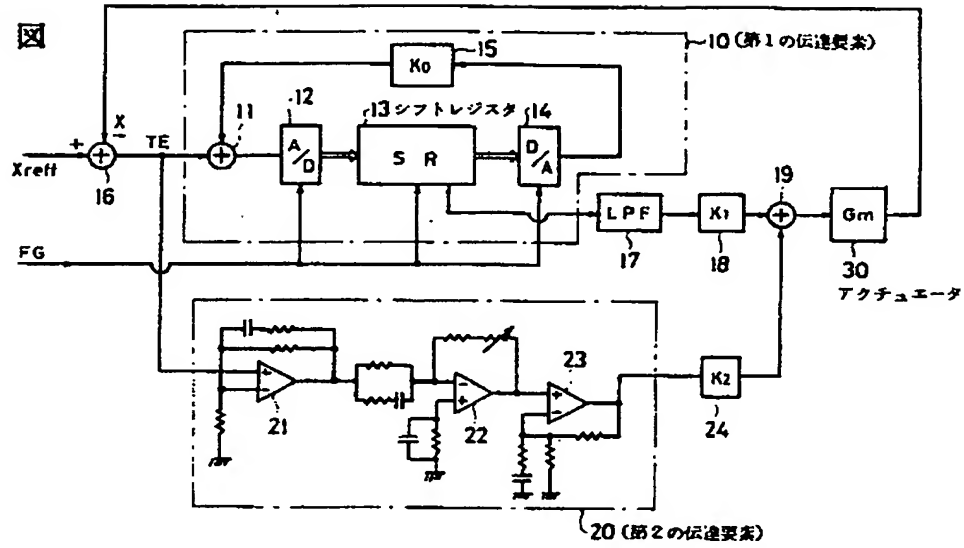 図
10(第1の伝達要素)
15
K0
12
13シフトレジスタ
14
X
TE
11
A/D
S R
D/A
+
Xreff
16
19
LPF
K1
Gm
FG
17
18
30
アクチュエータ
23
21
22
K2
24
20(第2の伝達要素)